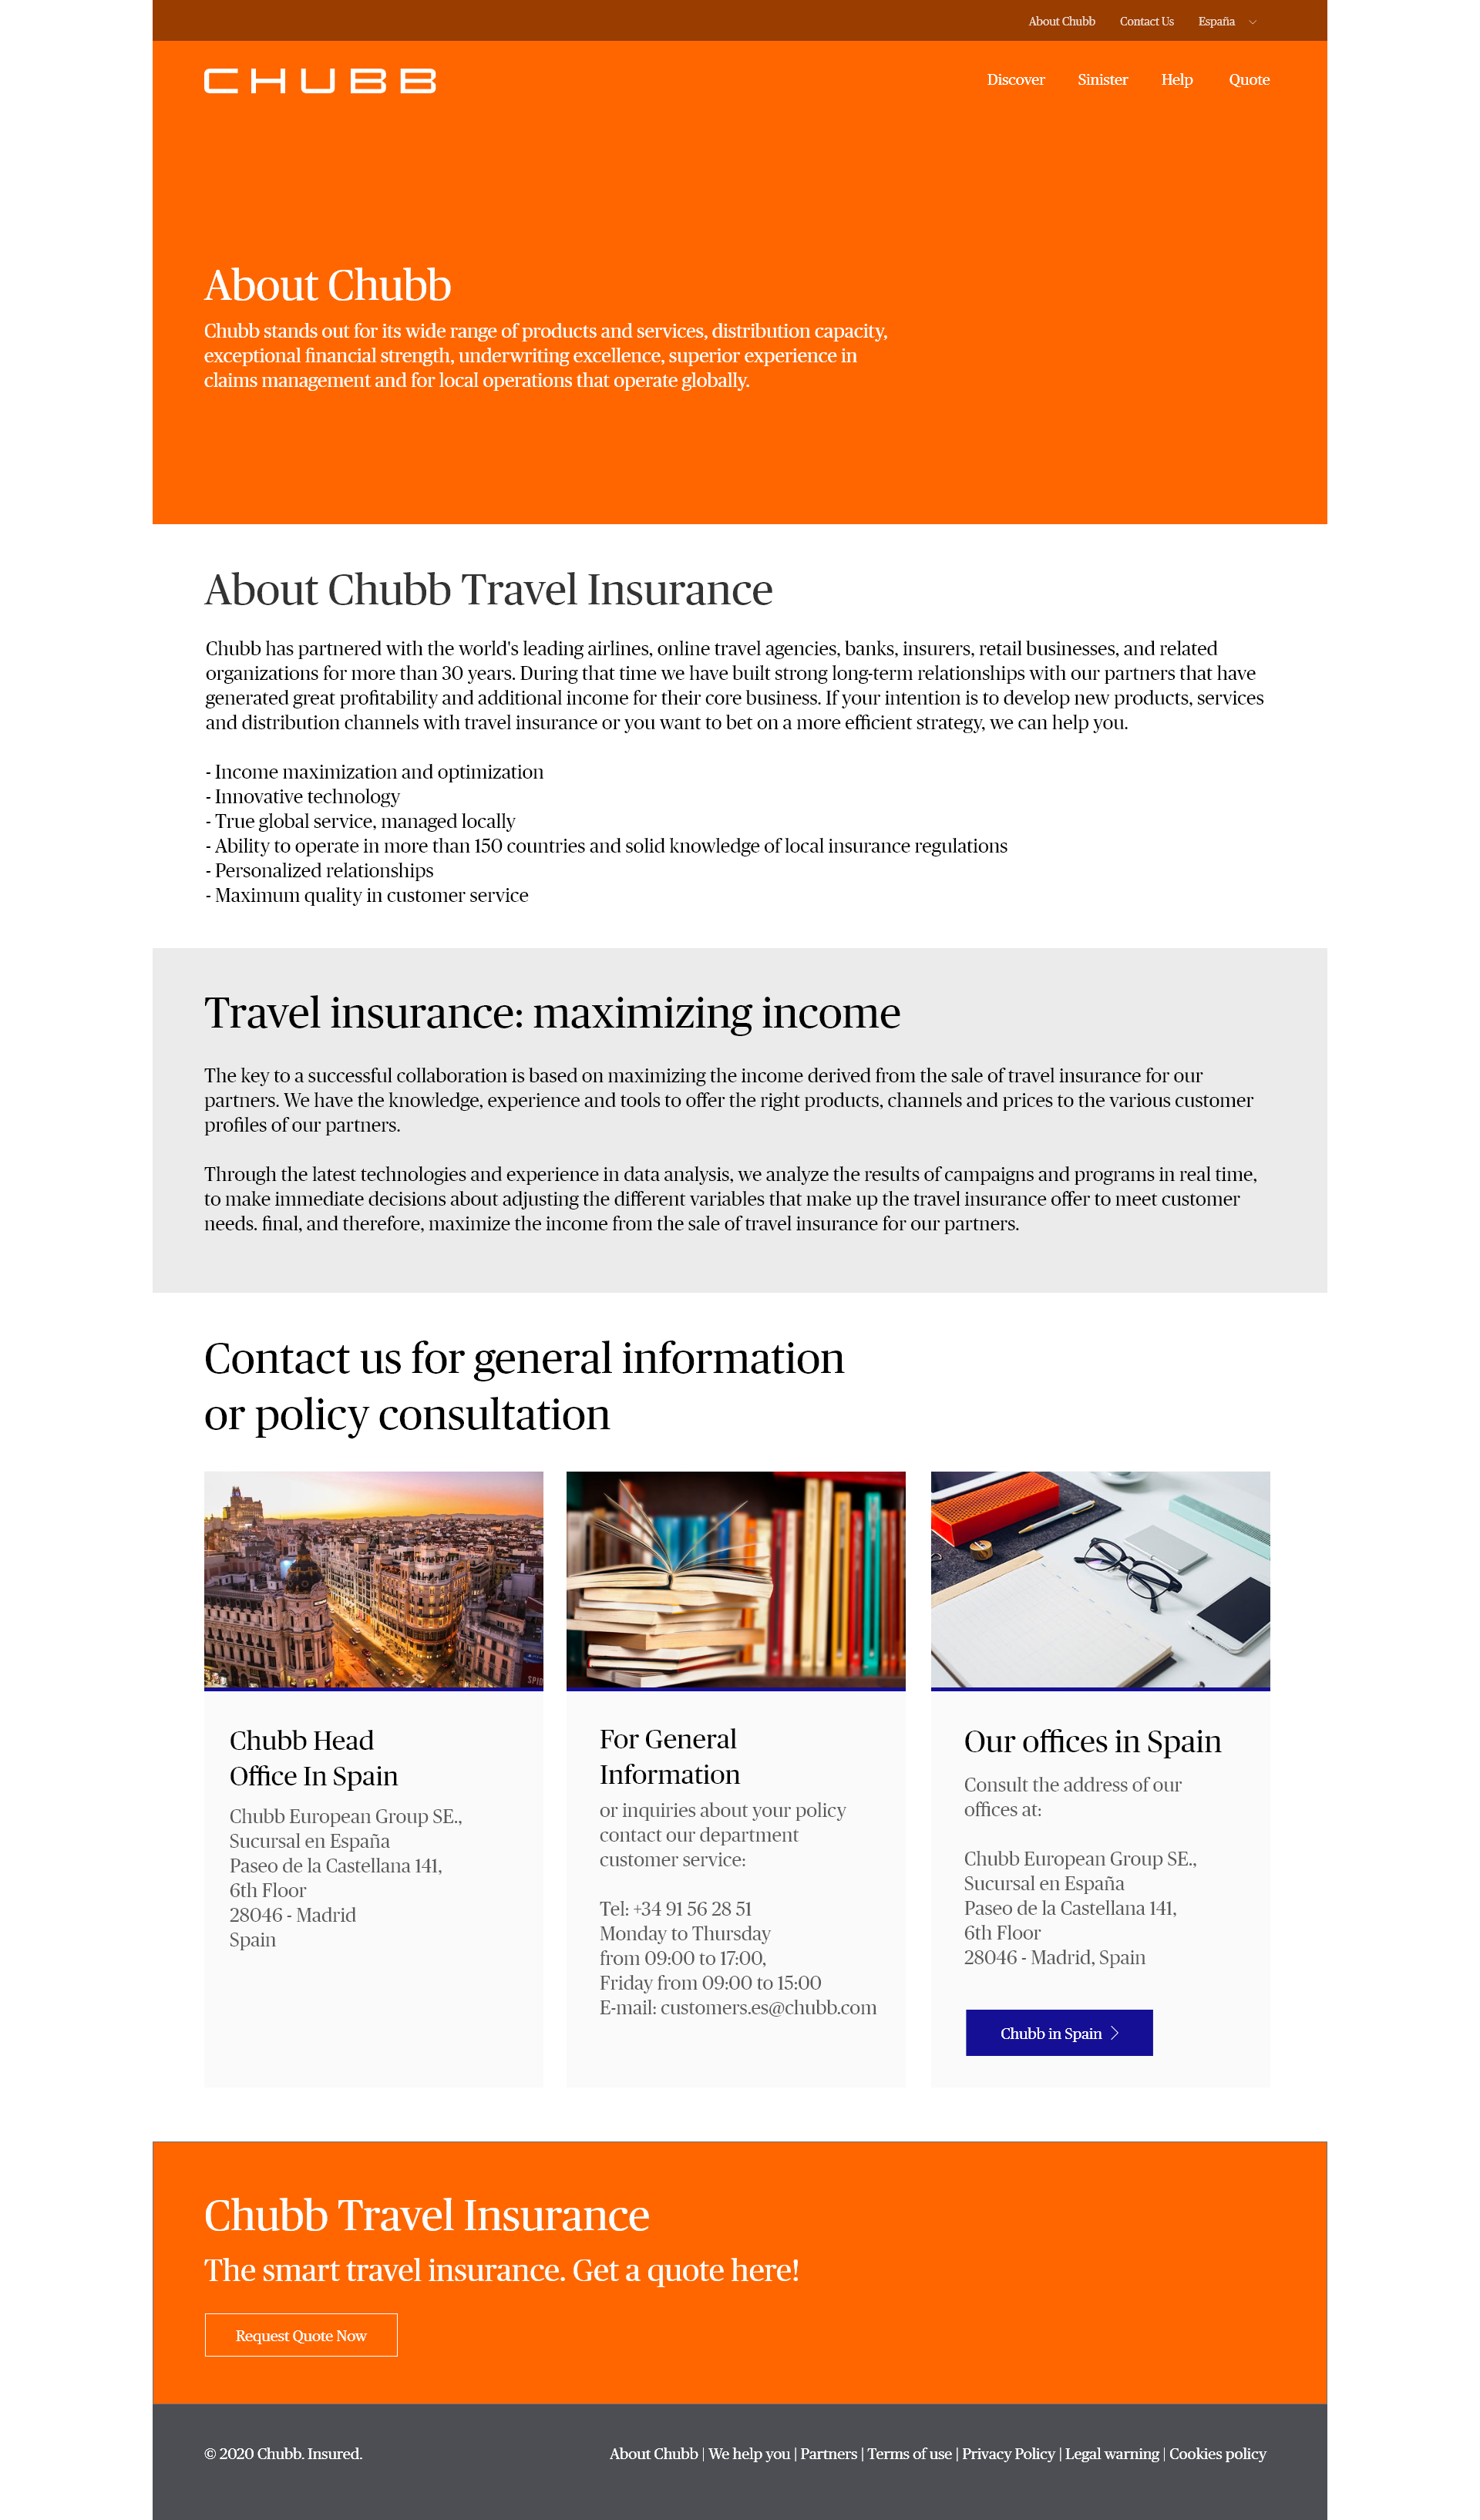 About Chubb Contact Us España
CHUBB
Discover Sinister Help Quote
About Chubb
Chubb stands out for its wide range of products and services, distribution capacity,
exceptional financial strength, underwriting excellence, superior experience in
claims management and for local operations that operate globally.
About Chubb Travel Insurance
Chubb has partnered with the world's leading airlines, online travel agencies, banks, insurers, retail businesses, and related
organizations for more than 30 years. During that time we have built strong long-term relationships with our partners that have
generated great profitability and additional income for their core business. If your intention is to develop new products, services
and distribution channels with travel insurance or you want to bet on a more efficient strategy, we can help you.
- Income maximization and optimization
- Innovative technology
- True global service, managed locally
- Ability to operate in more than 150 countries and solid knowledge of local insurance regulations
- Personalized relationships
- Maximum quality in customer service
Travel insurance: maximizing income
The key to a successful collaboration is based on maximizing the income derived from the sale of travel insurance for our
partners. We have the knowledge, experience and tools to offer the right products, channels and prices to the various customer
profiles of our partners.
Through the latest technologies and experience in data analysis, we analyze the results of campaigns and programs in real time,
to make immediate decisions about adjusting the different variables that make up the travel insurance offer to meet customer
needs. final, and therefore, maximize the income from the sale of travel insurance for our partners.
Contact us for general information
or policy consultation
Chubb Head
Office In Spain
Chubb European Group SE.,
Sucursal en España
Paseo de la Castellana 141,
6th Floor
28046 - Madrid
Spain
For General
Information
or inquiries about your policy
contact our department
customer service:
Tel: +34 91 56 28 51
Monday to Thursday
from 09:00 to 17:00,
Friday from 09:00 to 15:00
E-mail: customers.es@chubb.com
Our offices in Spain
Consult the address of our
offices at:
Chubb European Group SE.,
Sucursal en España
Paseo de la Castellana 141,
6th Floor
28046 - Madrid, Spain
Chubb in Spain
Chubb Travel Insurance
The smart travel insurance. Get a quote here!
Request Quote Now
© 2020 Chubb. Insured.
About Chubb | We help you | Partners | Terms of use | Privacy Policy | Legal warning | Cookies policy